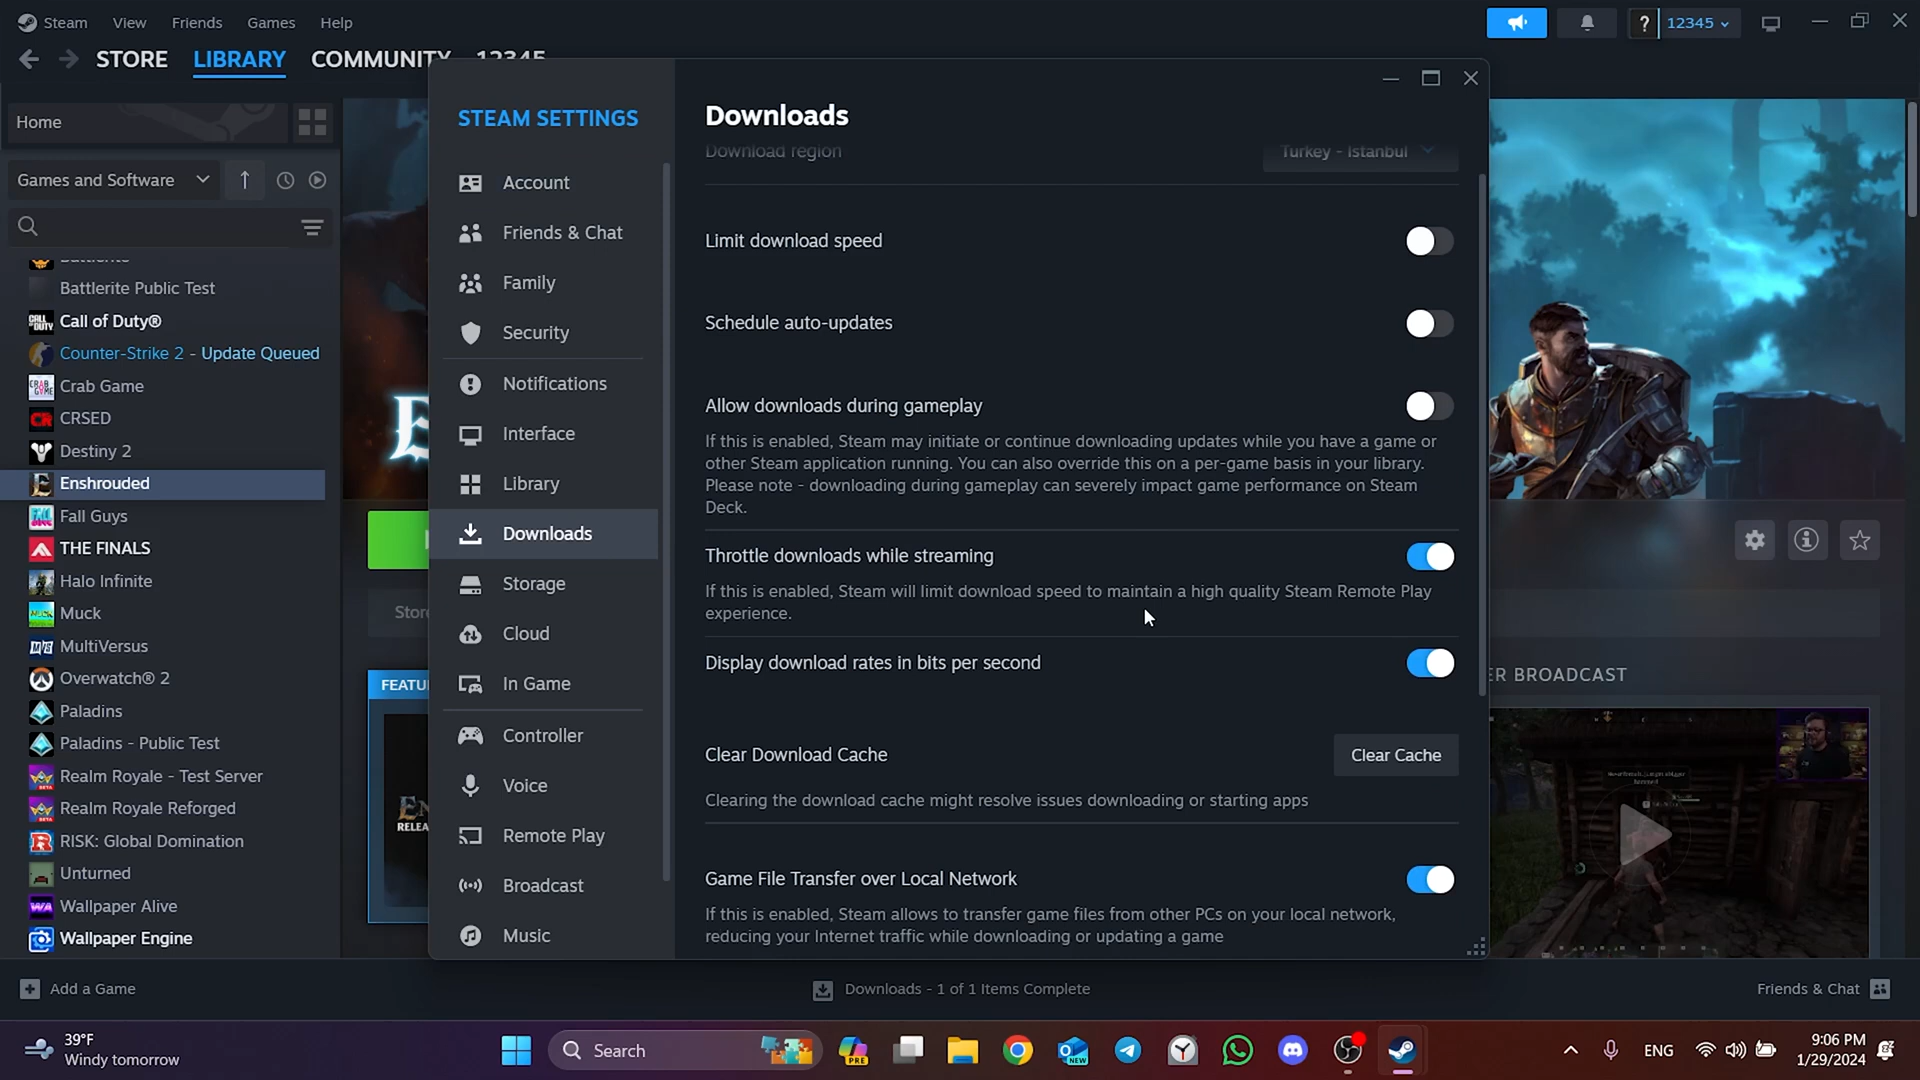 Steam View Friends Games Help
? 12345
STORE LIBRARY COMMUNITY 12345
Home
Games and Software
Battlerite
Battlerite Public Test
Call of Duty®
Counter-Strike 2 - Update Queued
Crab Game
CRSED
Destiny 2
Enshrouded
Fall Guys
THE FINALS
Halo Infinite
Muck
MultiVersus
Overwatch® 2
Paladins
Paladins - Public Test
Realm Royale - Test Server
Realm Royale Reforged
RISK: Global Domination
Unturned
Wallpaper Alive
Wallpaper Engine
STEAM SETTINGS
Account
Friends & Chat
Family
Security
Notifications
Interface
Library
Downloads
Storage
Cloud
In Game
Controller
Voice
Remote Play
Broadcast
Music
Downloads
Download region Turkey - Istanbul
Limit download speed
Schedule auto-updates
Allow downloads during gameplay
If this is enabled, Steam may initiate or continue downloading updates while you have a game or
other Steam application running. You can also override this on a per-game basis in your library.
Please note - downloading during gameplay can severely impact game performance on Steam
Deck.
Throttle downloads while streaming
If this is enabled, Steam will limit download speed to maintain a high quality Steam Remote Play
experience.
Display download rates in bits per second
Clear Download Cache Clear Cache
Clearing the download cache might resolve issues downloading or starting apps
Game File Transfer over Local Network
If this is enabled, Steam allows to transfer game files from other PCs on your local network,
reducing your Internet traffic while downloading or updating a game
Store
FEATU
RELEA
ER BROADCAST
Add a Game
Downloads - 1 of 1 Items Complete
Friends & Chat
39°F
Windy tomorrow
Search
PRE
NEW
ENG
9:06 PM
1/29/2024